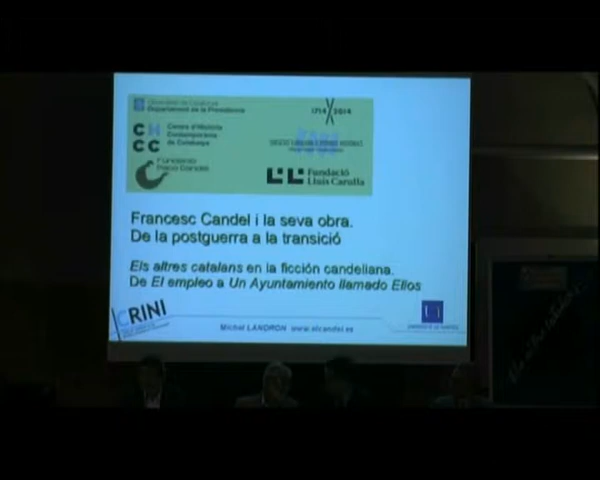 Generalitat de Catalunya
Departament de la Presidència
1714 2014
CH
CC
Centre d'Història
Contemporània
de Catalunya
Fundació
Paco Candel
Fundació
Lluís Carulla
Francesc Candel i la seva obra.
De la postguerra a la transició
Els altres catalans en la ficción candeliana.
De El empleo a Un Ayuntamiento llamado Ellos
CRINI
Michel LANDRON www.elcandel.es